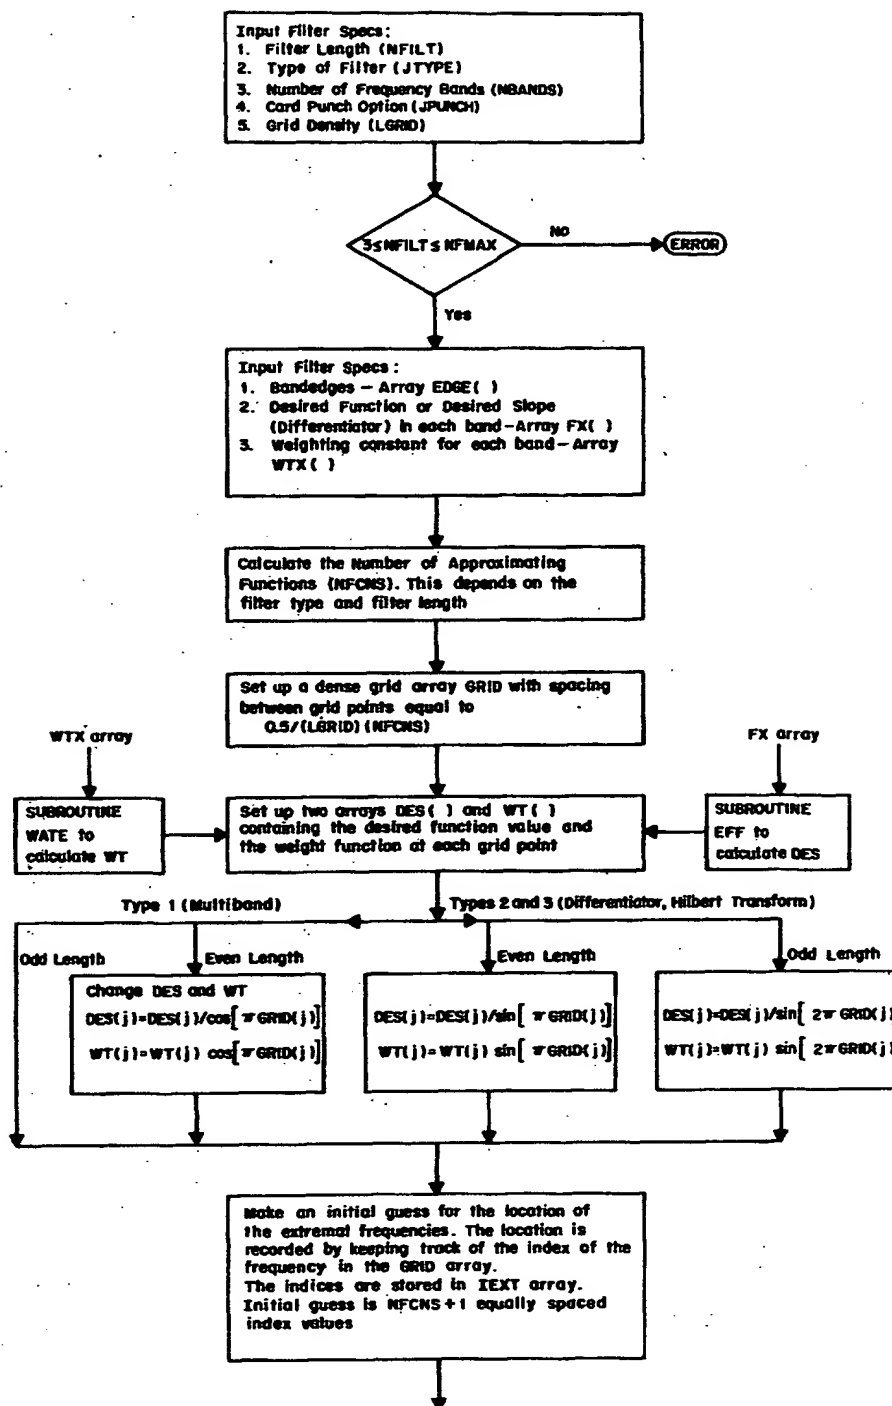 Input Filter Specs:
1. Filter Length (NFILT)
2. Type of Filter (JTYPE)
3. Number of Frequency Bands (NBANDS)
4. Card Punch Option (JPUNCH)
5. Grid Density (LGRID)
3≤NFILT≤NFMAX
No
ERROR
Yes
Input Filter Specs:
1. Bandedges – Array EDGE( )
2. Desired Function or Desired Slope
(Differentiator) in each band–Array FX( )
3. Weighting constant for each band–Array
WTX( )
Calculate the Number of Approximating
Functions (NFCNS). This depends on the
filter type and filter length
Set up a dense grid array GRID with spacing
between grid points equal to
0.5/(LGRID)(NFCNS)
WTX array
FX array
SUBROUTINE
WATE to
calculate WT
Set up two arrays DES( ) and WT( )
containing the desired function value and
the weight function at each grid point
SUBROUTINE
EFF to
calculate DES
Type 1 (Multiband)
Types 2 and 3 (Differentiator, Hilbert Transform)
Odd Length
Even Length
Even Length
Odd Length
Change DES and WT
DES(j)=DES(j)/cos[πGRID(j)]
WT(j)=WT(j) cos[πGRID(j)]
DES(j)=DES(j)/sin[πGRID(j)]
WT(j)=WT(j) sin[πGRID(j)]
DES(j)=DES(j)/sin[2πGRID(j)
WT(j)=WT(j) sin[2πGRID(j)
Make an initial guess for the location of
the extremal frequencies. The location is
recorded by keeping track of the index of the
frequency in the GRID array.
The indices are stored in IEXT array.
Initial guess is NFCNS+1 equally spaced
index values